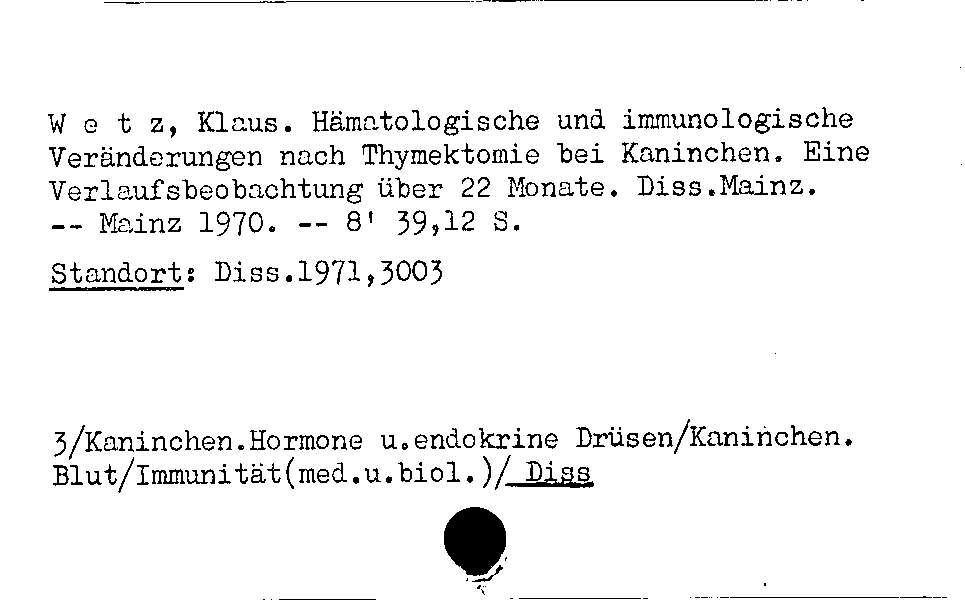 W e t z, Klaus. Hämatologische und immunologische
Veränderungen nach Thymektomie bei Kaninchen. Eine
Verlaufsbeobachtung über 22 Monate. Diss.Mainz.
-- Mainz 1970. -- 8' 39,12 S.
Standort: Diss.1971,3003
3/Kaninchen.Hormone u.endokrine Drüsen/Kaninchen.
Blut/Immunität(med.u.biol.)/ Diss